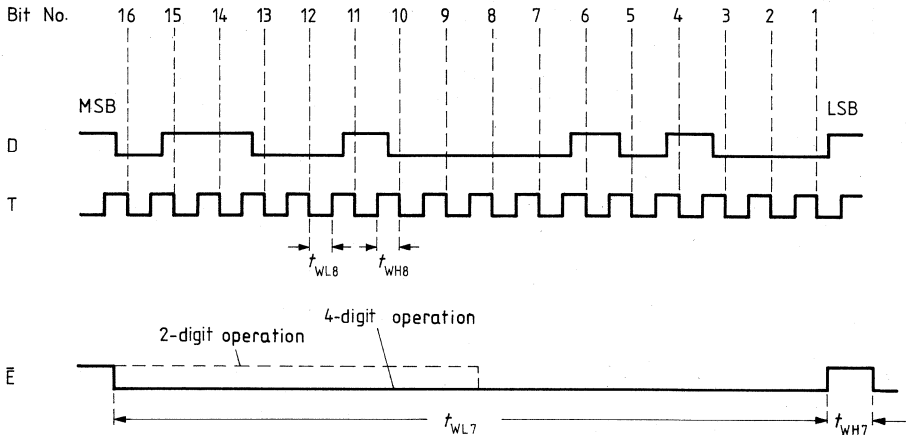 Bit No. 16 15 14 13 12 11 10 9 8 7 6 5 4 3 2 1
MSB LSB
D
T
tWL8 tWH8
4-digit operation
2-digit operation
E̅
tWL7 tWH7